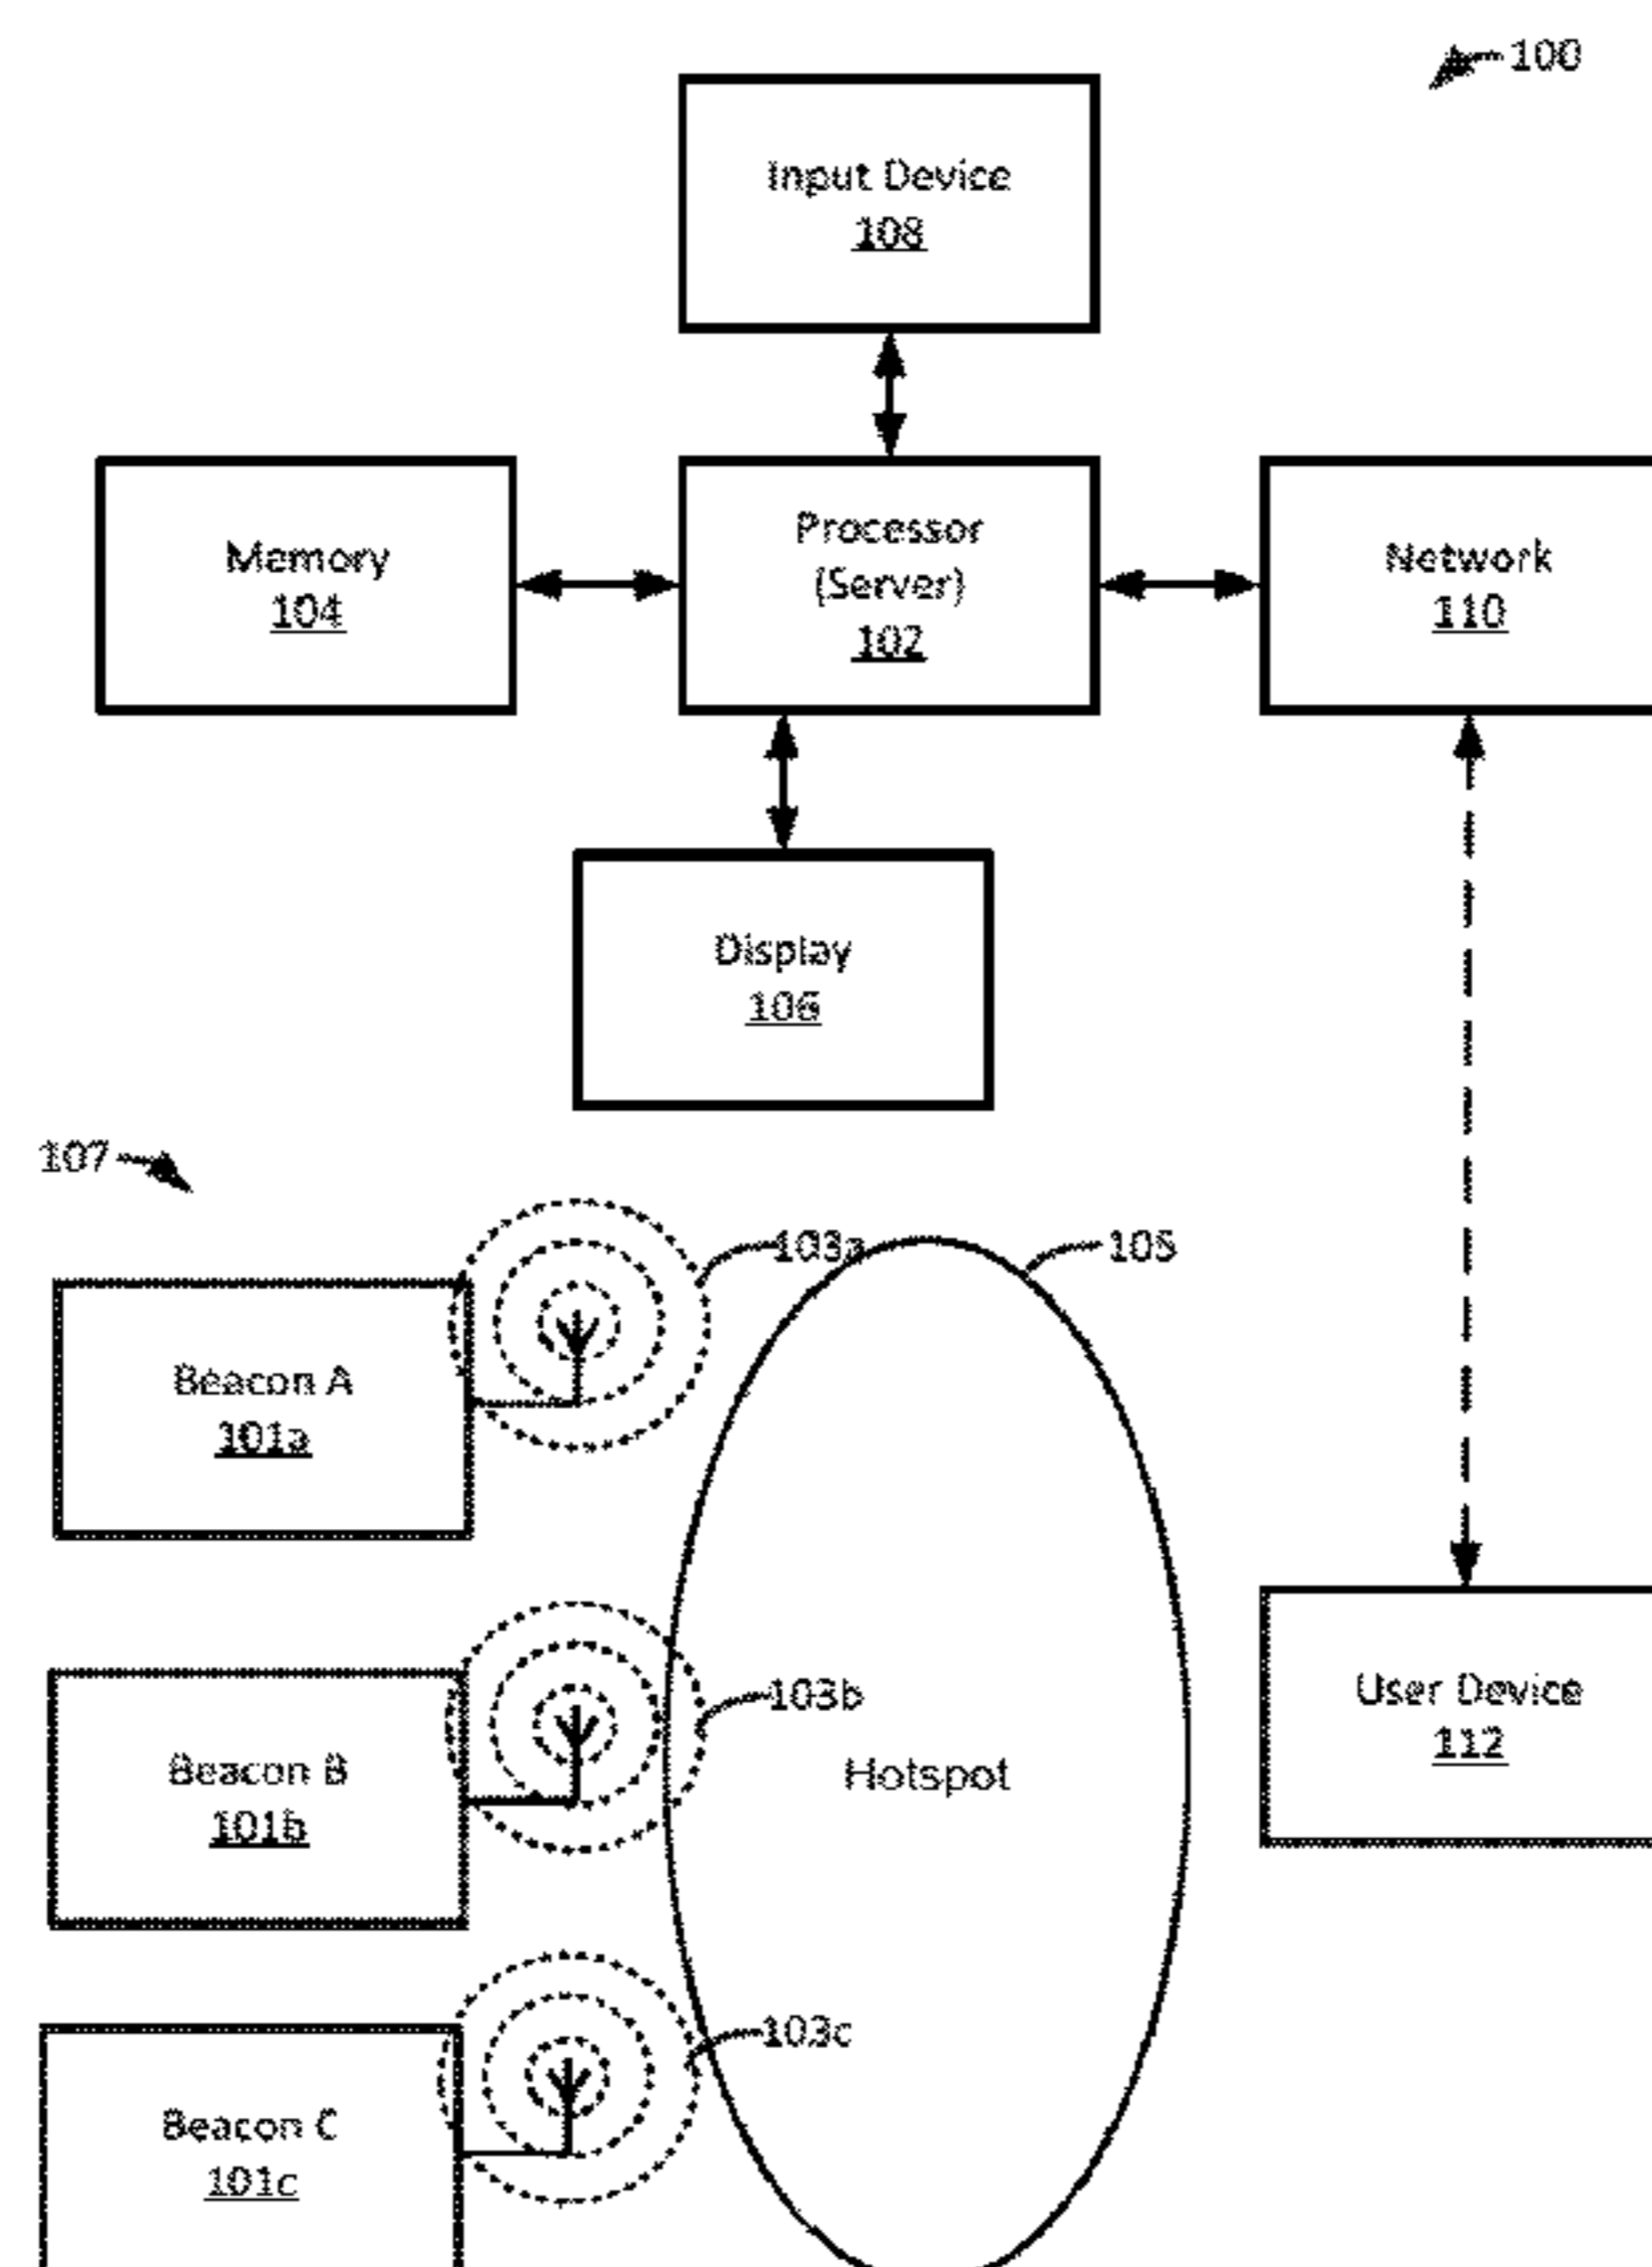 100
Input Device
108
Memory
104
Processor
(Server)
102
Network
110
Display
106
107
103a
105
Beacon A
101a
103b
Beacon B
101b
Hotspot
User Device
112
103c
Beacon C
101c